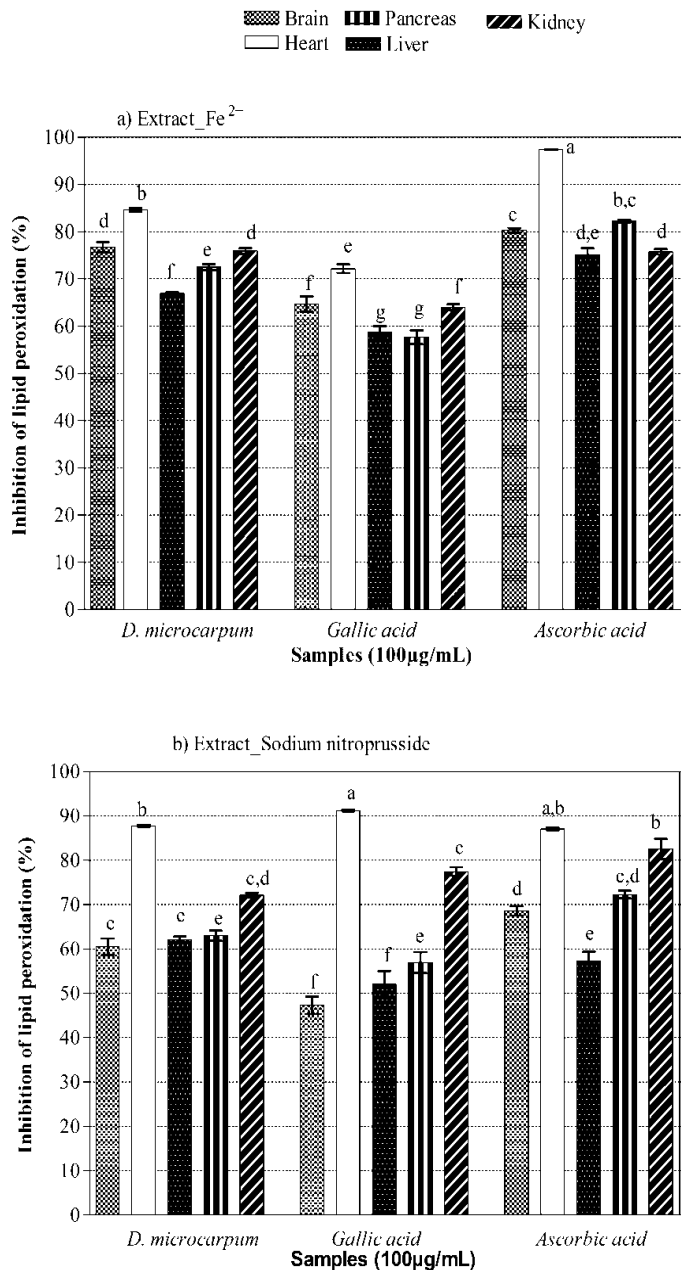 Brain Pancreas Kidney
Heart Liver
a) Extract_Fe 2−
100
90
80
70
60
50
40
30
20
10
0
Inhibition of lipid peroxidation (%)
d b f e d
f e g g f
c a d,e b,c d
D. microcarpum Gallic acid Ascorbic acid
Samples (100µg/mL)
b) Extract_Sodium nitroprusside
100
90
80
70
60
50
40
30
20
10
0
Inhibition of lipid peroxidation (%)
b c,d
f a f e c
d a,b e c,d b
D. microcarpum Gallic acid Ascorbic acid
Samples (100µg/mL)